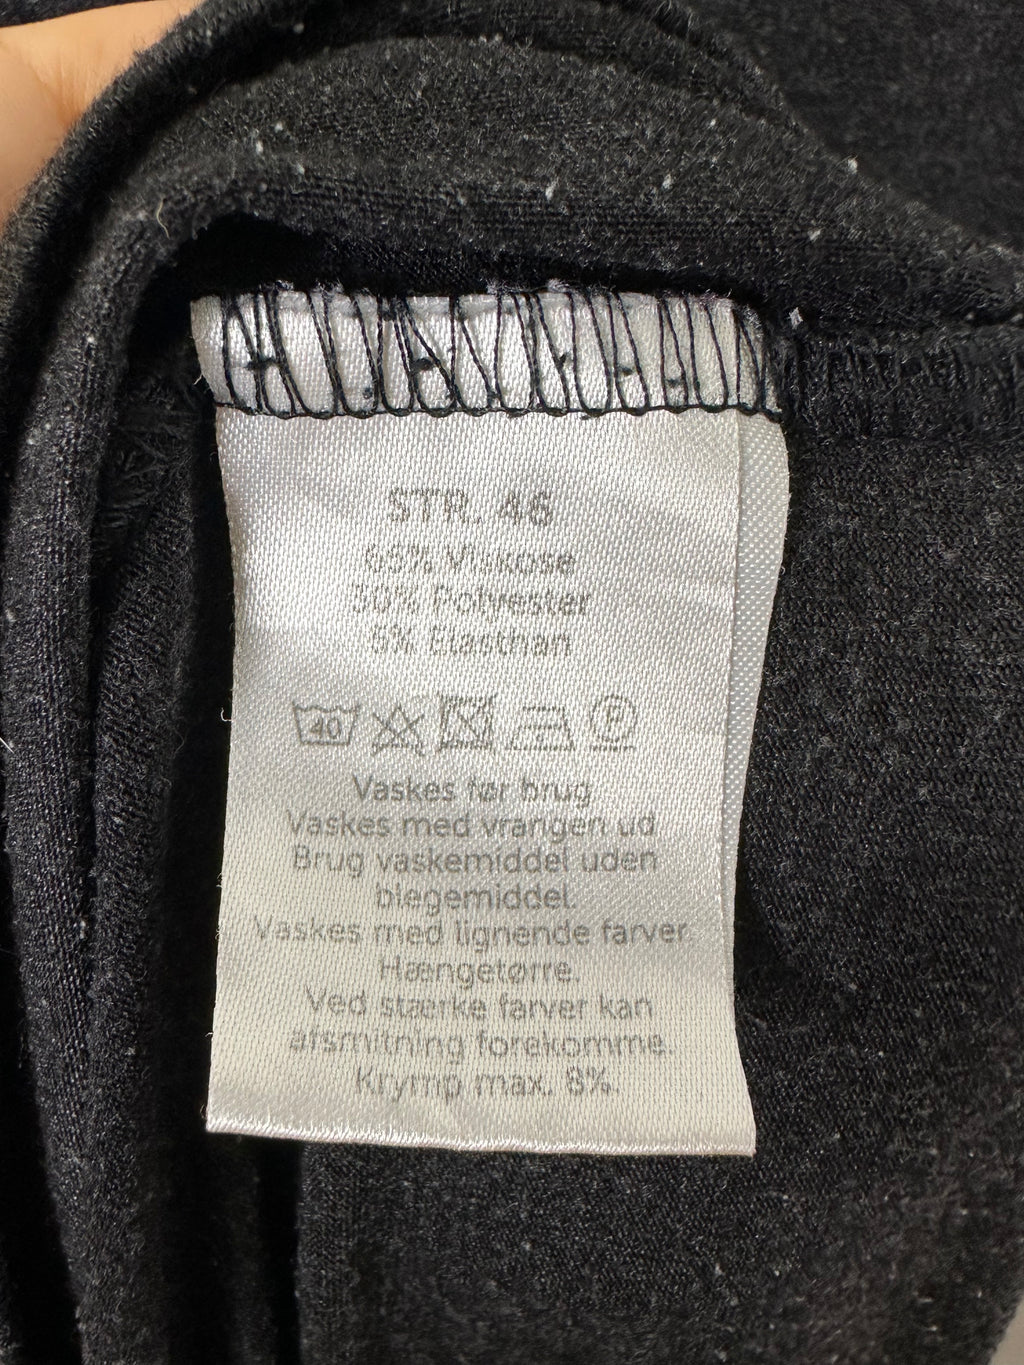 STR. 46
65% Viskose
30% Polyester
5% Elasthan
40 P
Vaskes før brug
Vaskes med vrangen ud
Brug vaskemiddel uden
blegemiddel.
Vaskes med lignende farver.
Hængetørre.
Ved stærke farver kan
afsmitning forekomme.
Krymp max. 8%.